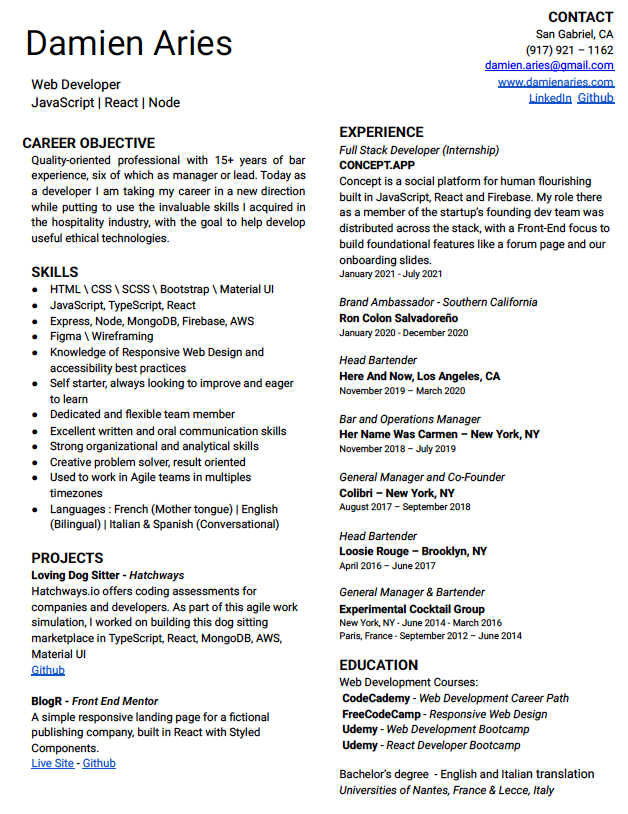 Damien Aries
Web Developer
JavaScript | React | Node
CONTACT
San Gabriel, CA
(917) 921 – 1162
damien.aries@gmail.com
www.damienaries.com
LinkedIn Github
CAREER OBJECTIVE
Quality-oriented professional with 15+ years of bar
experience, six of which as manager or lead. Today as
a developer I am taking my career in a new direction
while putting to use the invaluable skills I acquired in
the hospitality industry, with the goal to help develop
useful ethical technologies.
SKILLS
● HTML \ CSS \ SCSS \ Bootstrap \ Material UI
● JavaScript, TypeScript, React
● Express, Node, MongoDB, Firebase, AWS
● Figma \ Wireframing
● Knowledge of Responsive Web Design and
accessibility best practices
● Self starter, always looking to improve and eager
to learn
● Dedicated and flexible team member
● Excellent written and oral communication skills
● Strong organizational and analytical skills
● Creative problem solver, result oriented
● Used to work in Agile teams in multiples
timezones
● Languages : French (Mother tongue) | English
(Bilingual) | Italian & Spanish (Conversational)
PROJECTS
Loving Dog Sitter - Hatchways
Hatchways.io offers coding assessments for
companies and developers. As part of this agile work
simulation, I worked on building this dog sitting
marketplace in TypeScript, React, MongoDB, AWS,
Material UI
Github
BlogR - Front End Mentor
A simple responsive landing page for a fictional
publishing company, built in React with Styled
Components.
Live Site - Github
EXPERIENCE
Full Stack Developer (Internship)
CONCEPT.APP
Concept is a social platform for human flourishing
built in JavaScript, React and Firebase. My role there
as a member of the startup's founding dev team was
distributed across the stack, with a Front-End focus to
build foundational features like a forum page and our
onboarding slides.
January 2021 - July 2021
Brand Ambassador - Southern California
Ron Colon Salvadoreño
January 2020 - December 2020
Head Bartender
Here And Now, Los Angeles, CA
November 2019 – March 2020
Bar and Operations Manager
Her Name Was Carmen – New York, NY
November 2018 – July 2019
General Manager and Co-Founder
Colibri – New York, NY
August 2017 – September 2018
Head Bartender
Loosie Rouge – Brooklyn, NY
April 2016 – June 2017
General Manager & Bartender
Experimental Cocktail Group
New York, NY - June 2014 - March 2016
Paris, France - September 2012 – June 2014
EDUCATION
Web Development Courses:
CodeCademy - Web Development Career Path
FreeCodeCamp - Responsive Web Design
Udemy - Web Development Bootcamp
Udemy - React Developer Bootcamp
Bachelor's degree - English and Italian translation
Universities of Nantes, France & Lecce, Italy